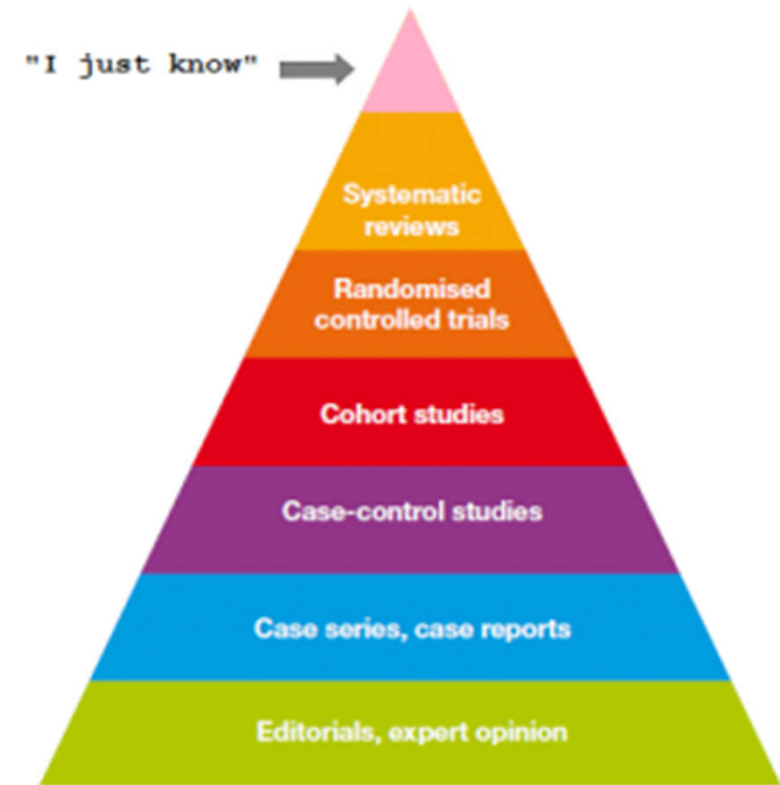 "I just know"
Systematic
reviews
Randomised
controlled trials
Cohort studies
Case-control studies
Case series, case reports
Editorials, expert opinion